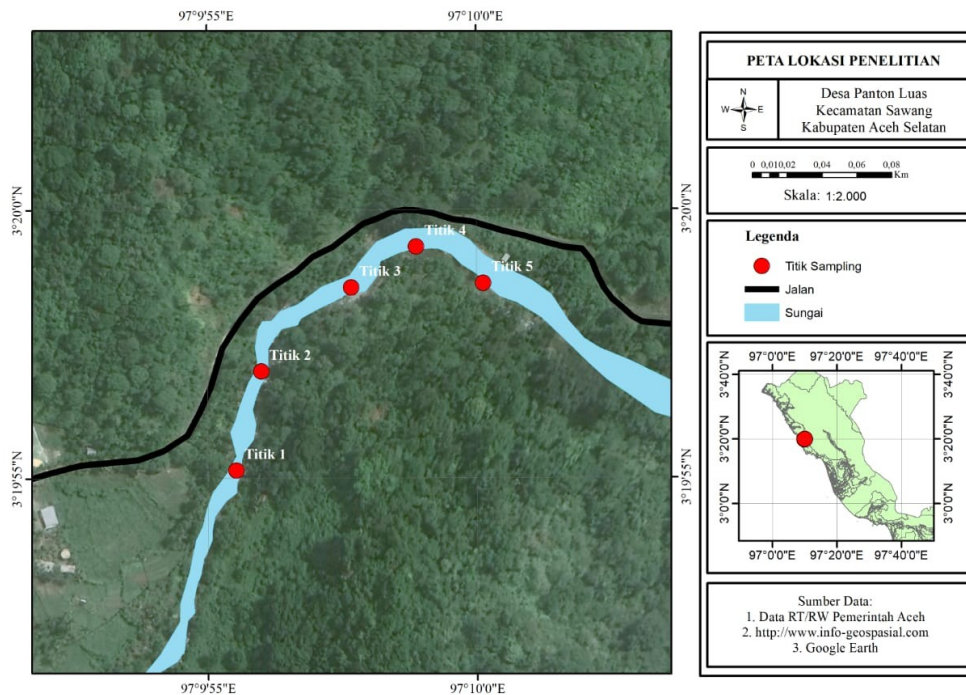 97°9'55"E
97°10'0"E
3°20'0"N
3°20'0"N
Titik 4
Titik 3
Titik 5
Titik 2
Titik 1
3°19'55"N
3°19'55"N
97°9'55"E
97°10'0"E
PETA LOKASI PENELITIAN
N
W
E
S
Desa Panton Luas
Kecamatan Sawang
Kabupaten Aceh Selatan
0 0,010,02 0,04 0,06 0,08
Km
Skala: 1:2.000
Legenda
Titik Sampling
Jalan
Sungai
97°0'0" 97°20'0"E 97°40'0"E
3°40'0"N
3°40'0"N
3°20'0"N
3°20'0"N
3°0'0"N
3°0'0"N
97°0'0"E 97°20'0"E 97°40'0"E
Sumber Data:
1. Data RT/RW Pemerintah Aceh
2. http://www.info-geospasial.com
3. Google Earth